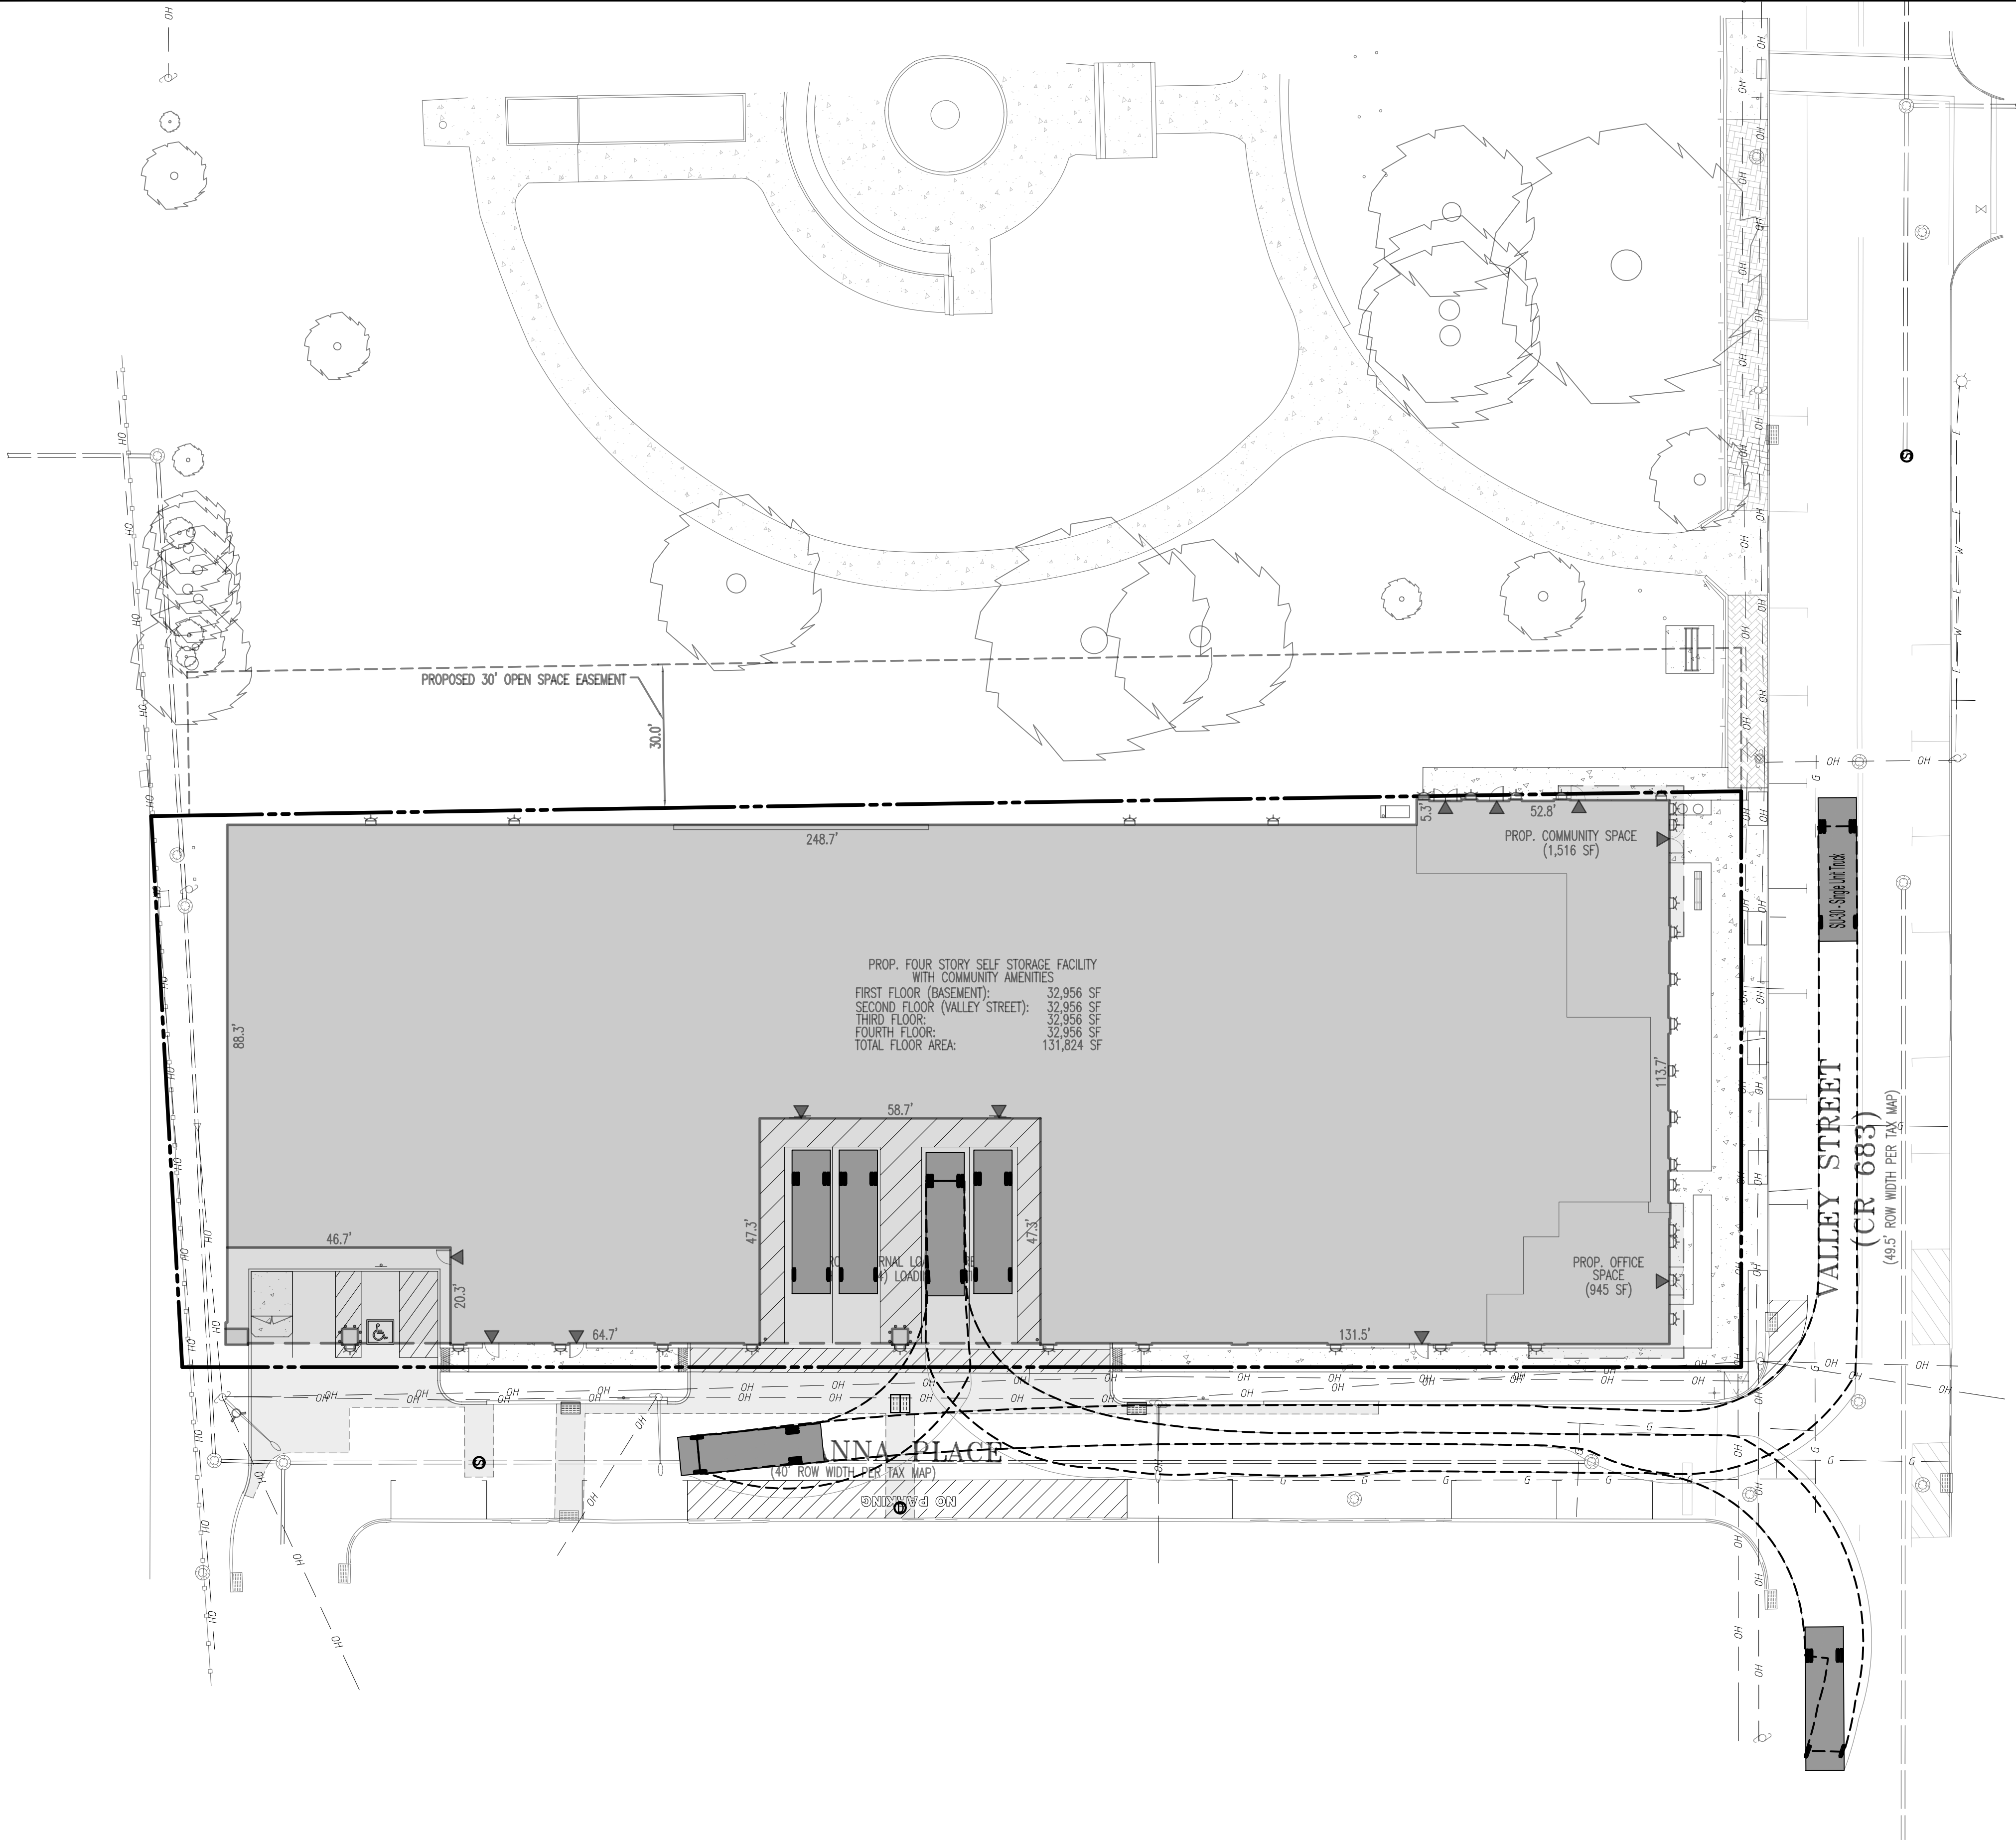 PROPOSED 30' OPEN SPACE EASEMENT
30.0'
248.7'
5.3'
52.8'
PROP. COMMUNITY SPACE
(1,516 SF)
SU-30 - Single Unit Truck
PROP. FOUR STORY SELF STORAGE FACILITY
WITH COMMUNITY AMENITIES
FIRST FLOOR (BASEMENT): 32,956 SF
SECOND FLOOR (VALLEY STREET): 32,956 SF
THIRD FLOOR: 32,956 SF
FOURTH FLOOR: 32,956 SF
TOTAL FLOOR AREA: 131,824 SF
88.3'
113.7'
VALLEY STREET
(CR 683)
(49.5' ROW WIDTH PER TAX MAP)
58.7'
47.3'
47.3'
46.7'
20.3'
PROP. OFFICE
SPACE
(945 SF)
64.7'
131.5'
PLACE
(40' ROW WIDTH PER TAX MAP)
NO PARKING
OH
G
E
W
S